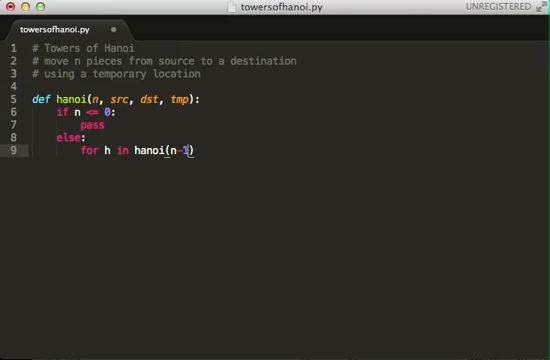 towersofhanoi.py
UNREGISTERED
towersofhanoi.py
1 # Towers of Hanoi
2 # move n pieces from source to a destination
3 # using a temporary location
4
5 def hanoi(n, src, dst, tmp):
6 if n <= 0:
7 pass
8 else:
9 for h in hanoi(n-1)